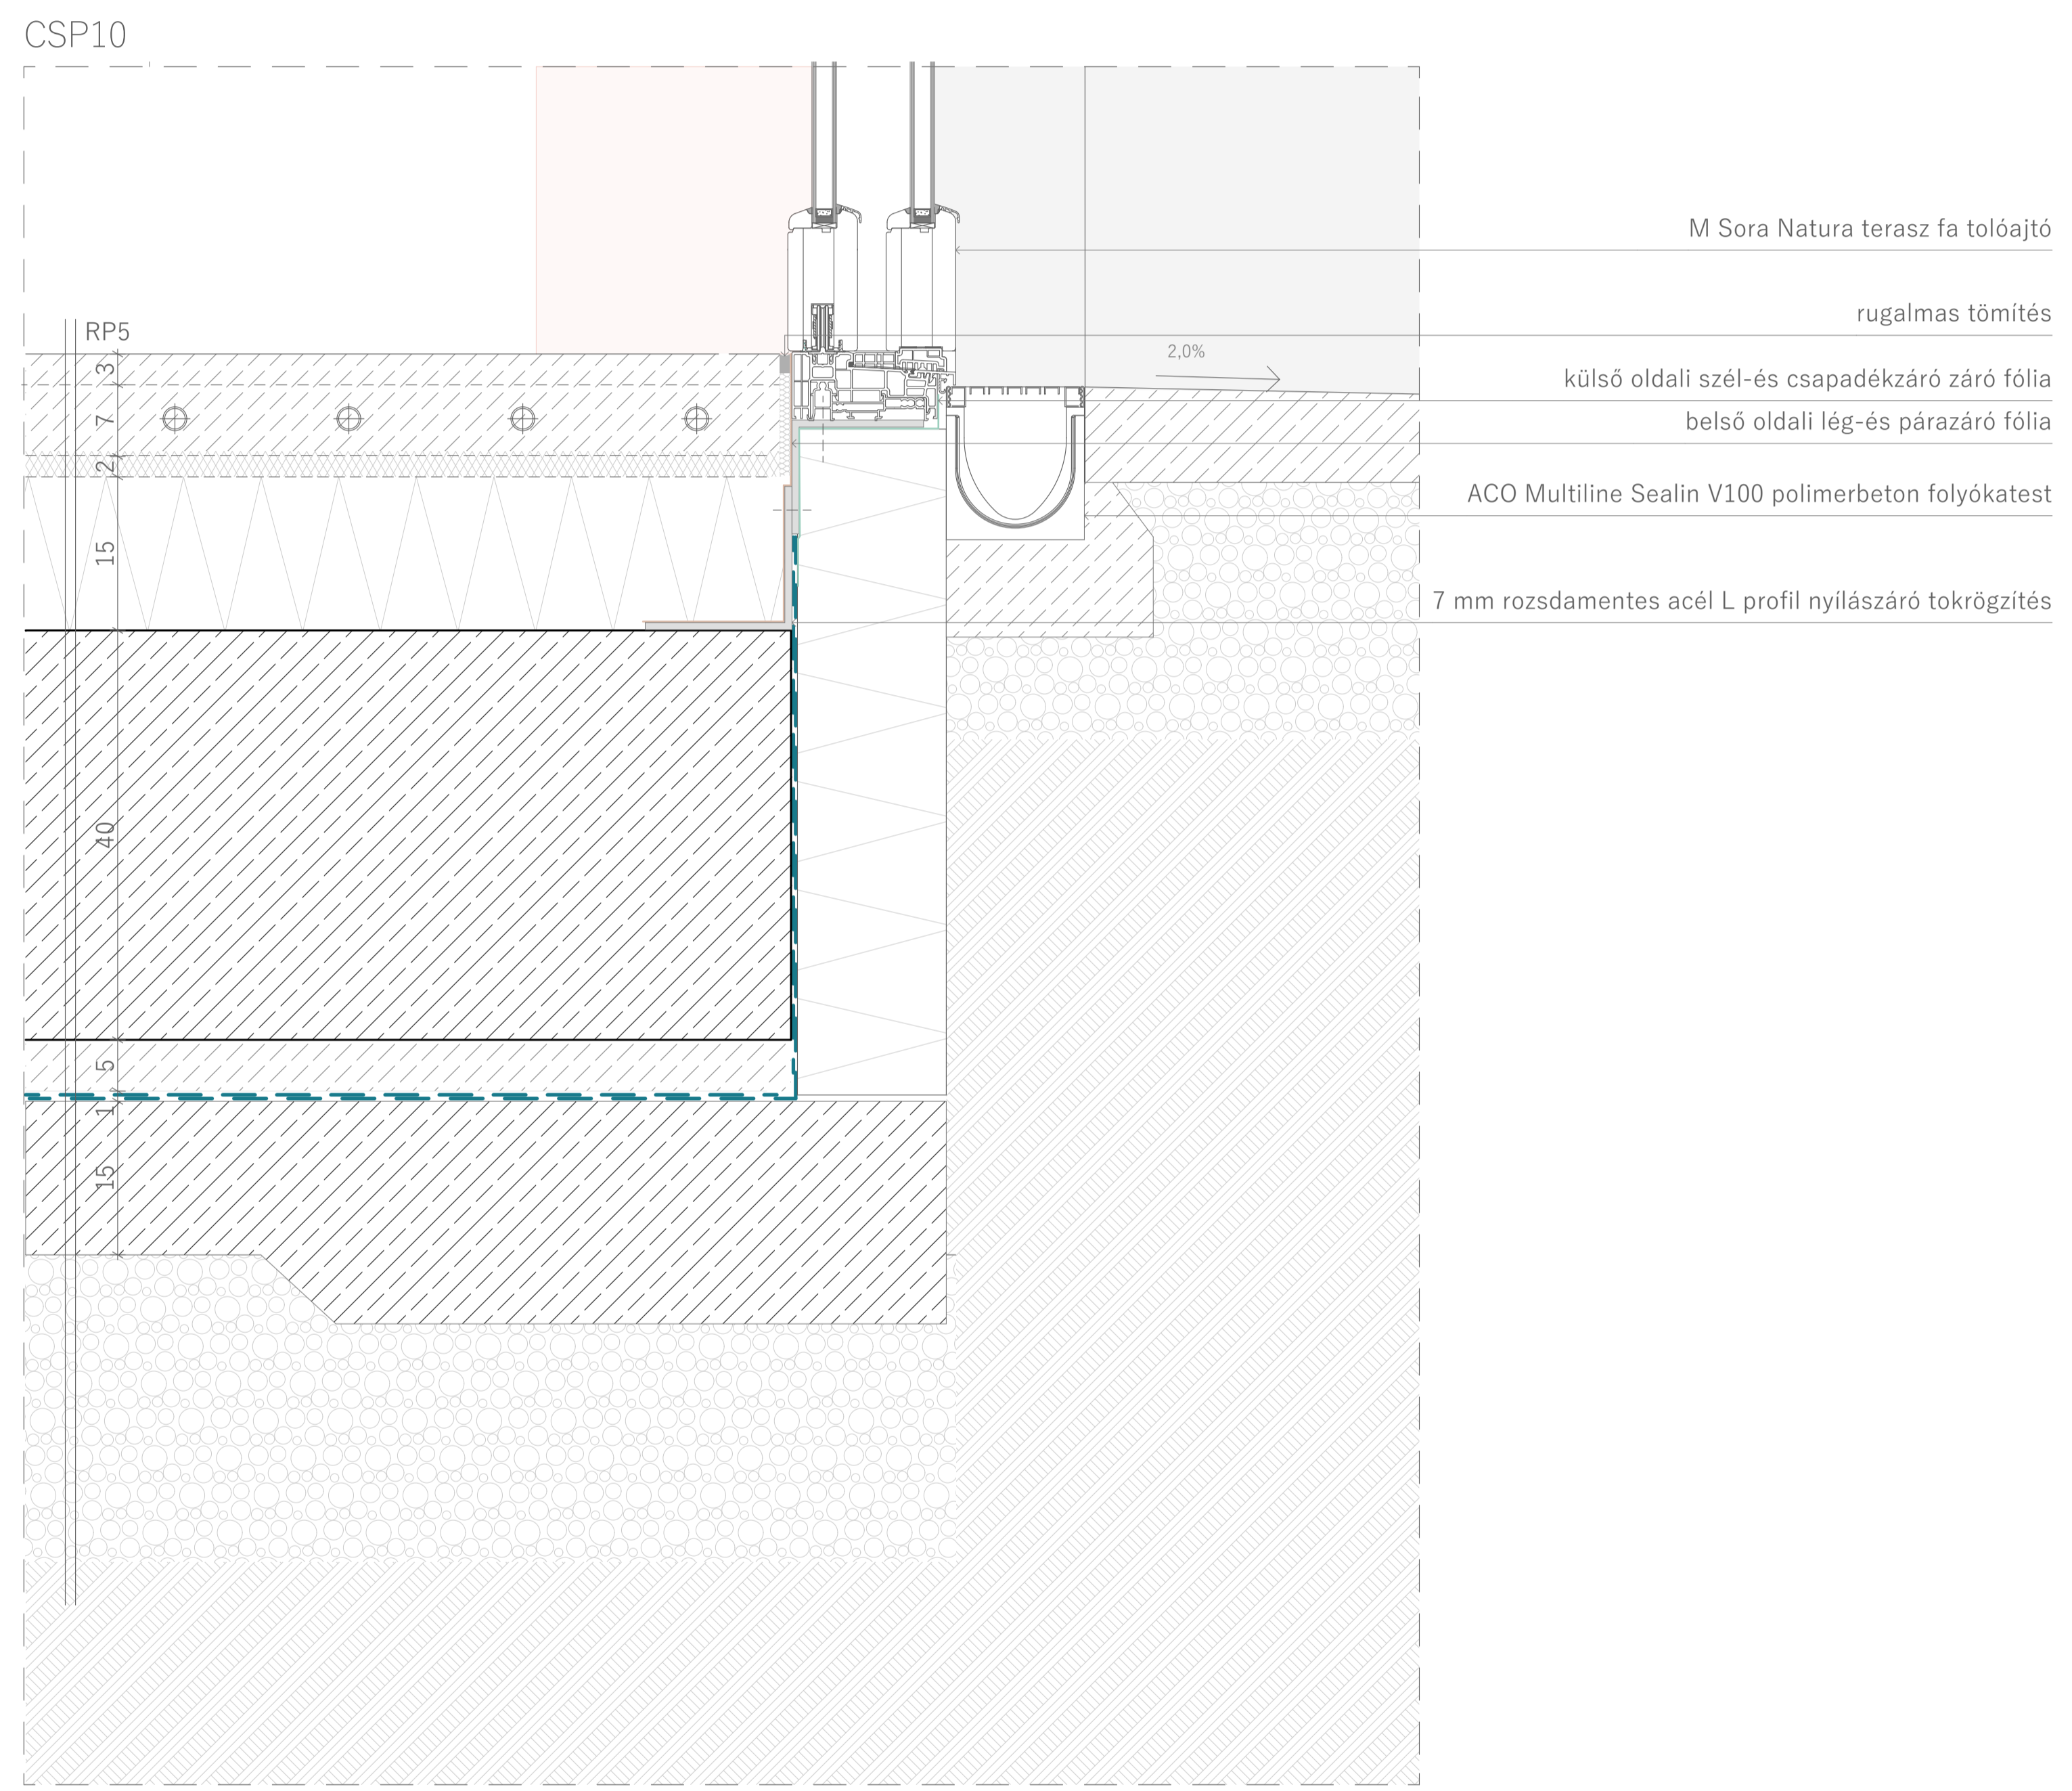 CSP10
M Sora Natura terasz fa tolóajtó
rugalmas tömítés
RP5
2,0%
3
külső oldali szél-és csapadékzáró záró fólia
7
belső oldali lég-és párazáró fólia
2
ACO Multiline Sealin V100 polimerbeton folyókatest
15
7 mm rozsdamentes acél L profil nyílászáró tokrögzítés
40
5
1
15